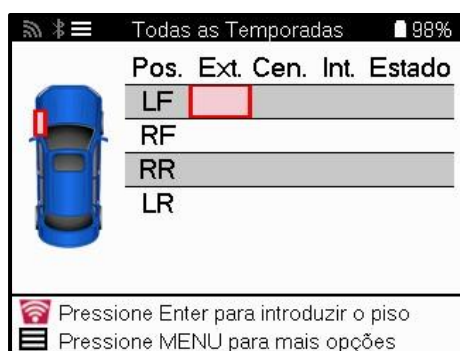 Todas as Temporadas 98%
Pos. Ext. Cen. Int. Estado
LF
RF
RR
LR
Pressione Enter para introduzir o piso
Pressione MENU para mais opções